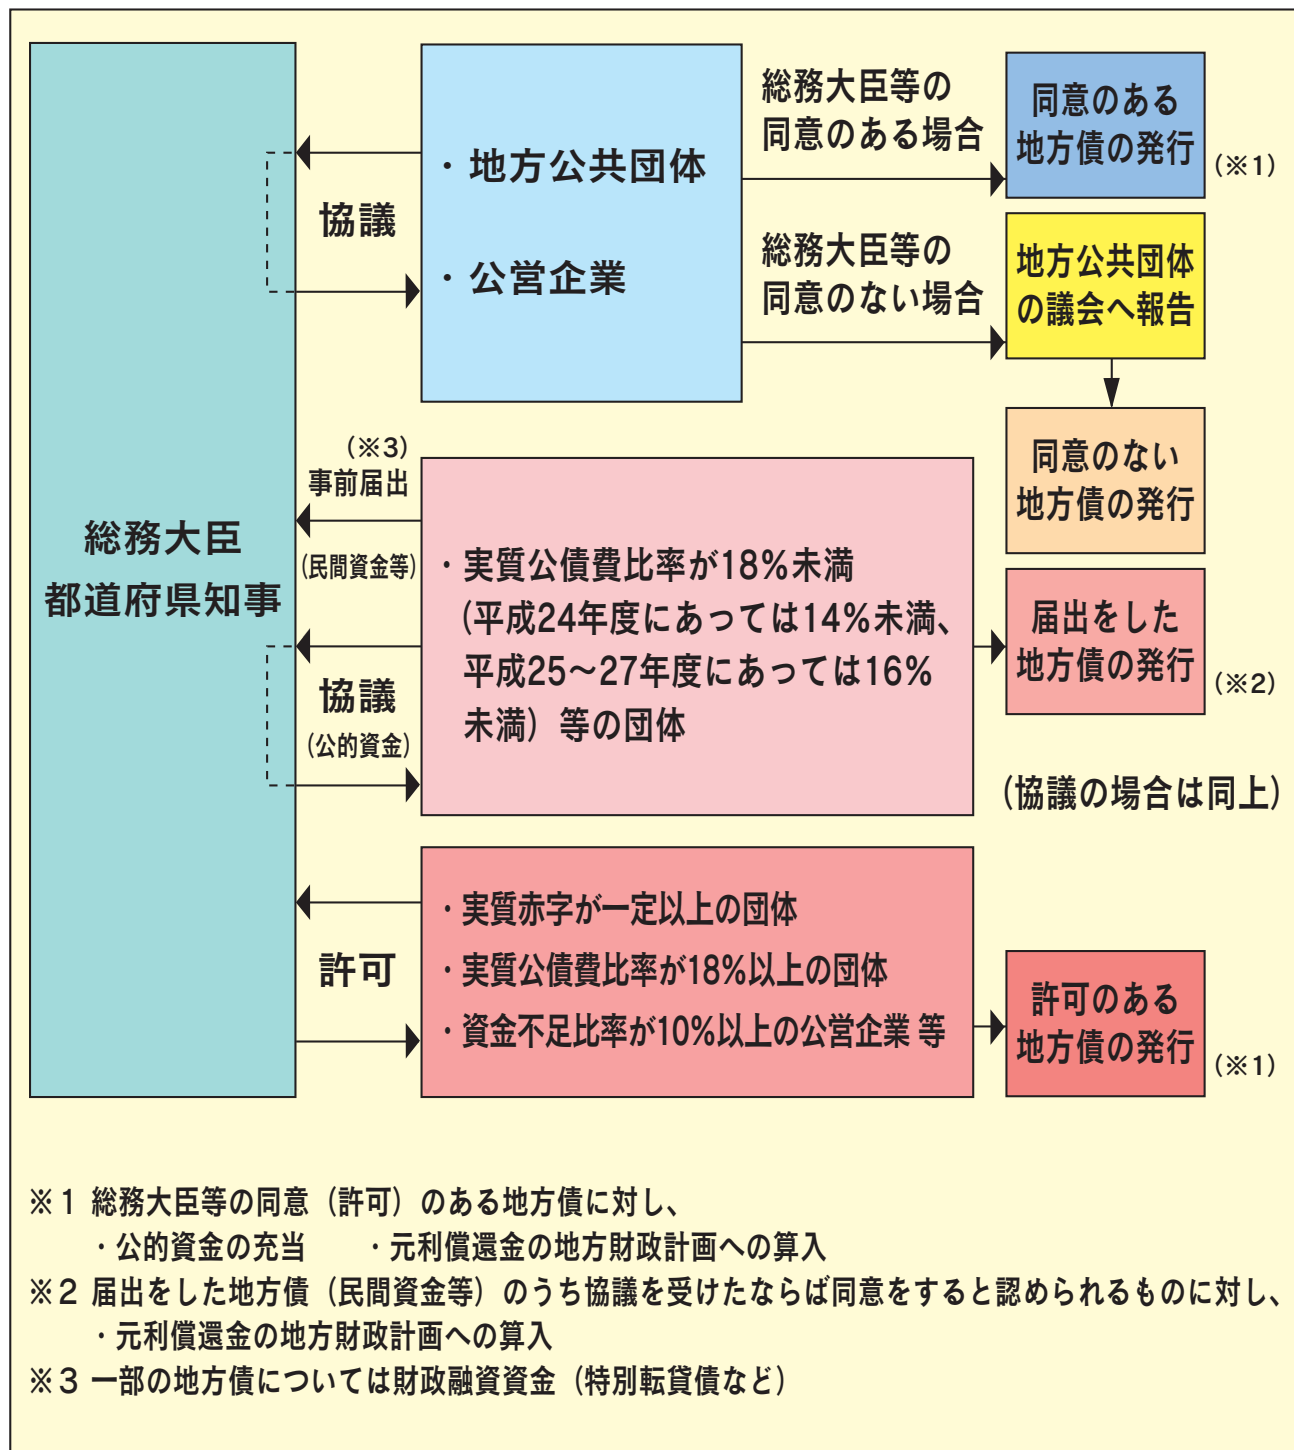 総務大臣
都道府県知事
協議
・地方公共団体
・公営企業
総務大臣等の
同意のある場合
同意のある
地方債の発行
(※1)
総務大臣等の
同意のない場合
地方公共団体
の議会へ報告
同意のない
地方債の発行
(※3)
事前届出
(民間資金等)
協議
(公的資金)
・実質公債費比率が18%未満
(平成24年度にあっては14%未満、
平成25～27年度にあっては16%
未満）等の団体
届出をした
地方債の発行
(※2)
(協議の場合は同上)
許可
・実質赤字が一定以上の団体
・実質公債費比率が18%以上の団体
・資金不足比率が10%以上の公営企業 等
許可のある
地方債の発行
(※1)
※1 総務大臣等の同意（許可）のある地方債に対し、
・公的資金の充当 ・元利償還金の地方財政計画への算入
※2 届出をした地方債（民間資金等）のうち協議を受けたならば同意をすると認められるものに対し、
・元利償還金の地方財政計画への算入
※3 一部の地方債については財政融資資金（特別転貸債など）